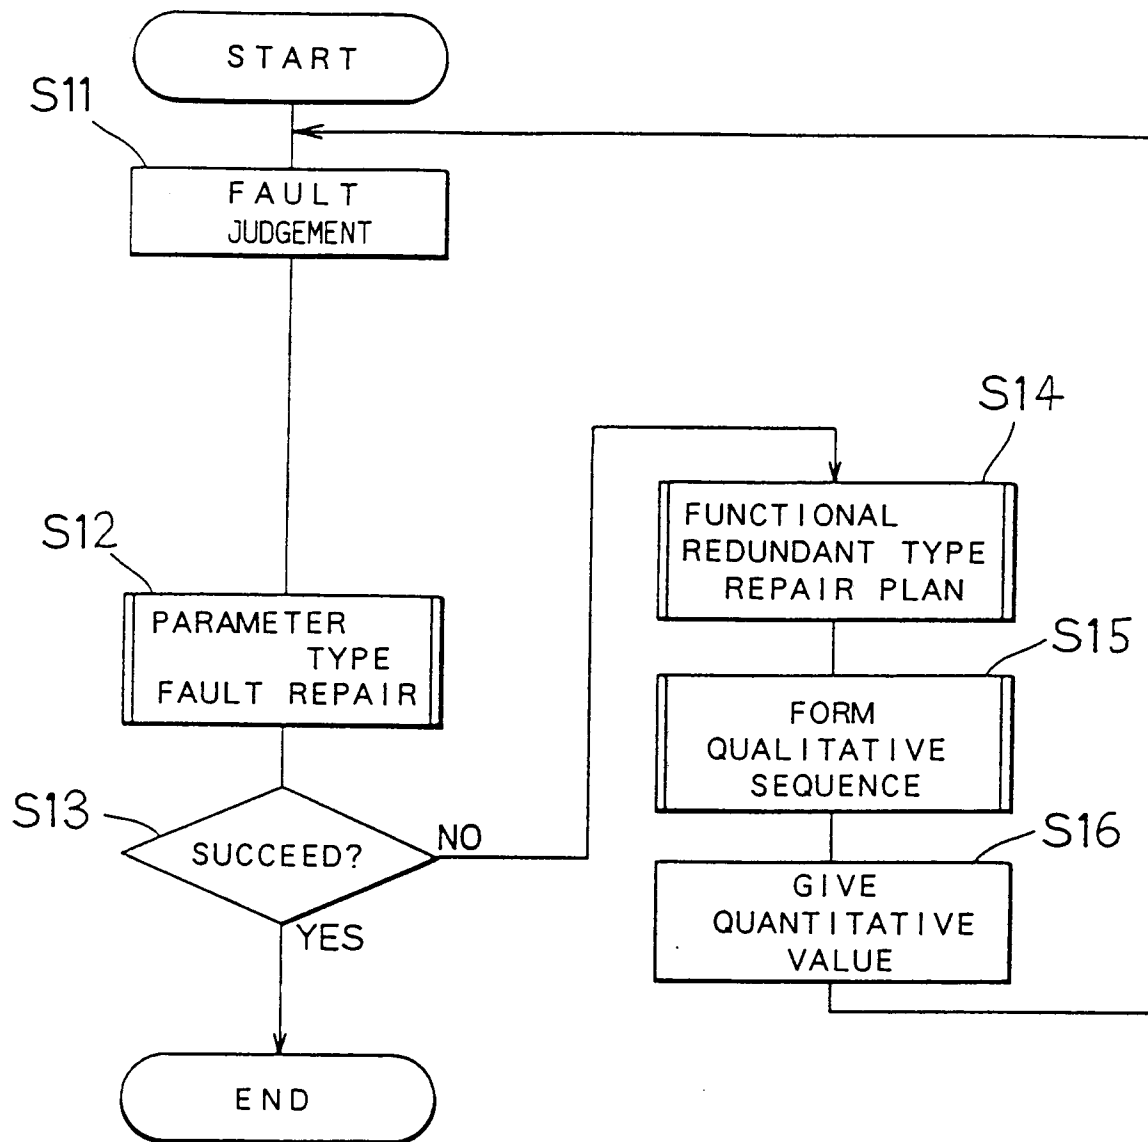 START
S11
FAULT
JUDGEMENT
S12
PARAMETER
TYPE
FAULT REPAIR
S13
SUCCEED?
NO
YES
END
S14
FUNCTIONAL
REDUNDANT TYPE
REPAIR PLAN
S15
FORM
QUALITATIVE
SEQUENCE
S16
GIVE
QUANTITATIVE
VALUE